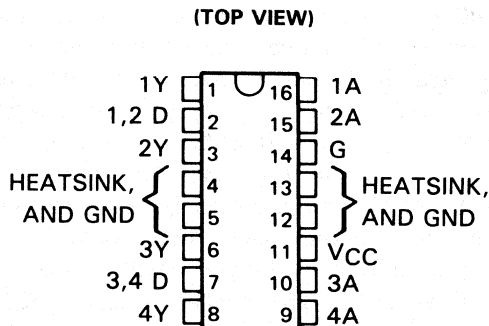 (TOP VIEW)
1Y 1 16 1A
1,2 D 2 15 2A
2Y 3 14 G
HEATSINK, 4 13 HEATSINK,
AND GND 5 12 AND GND
3Y 6 11 VCC
3,4 D 7 10 3A
4Y 8 9 4A